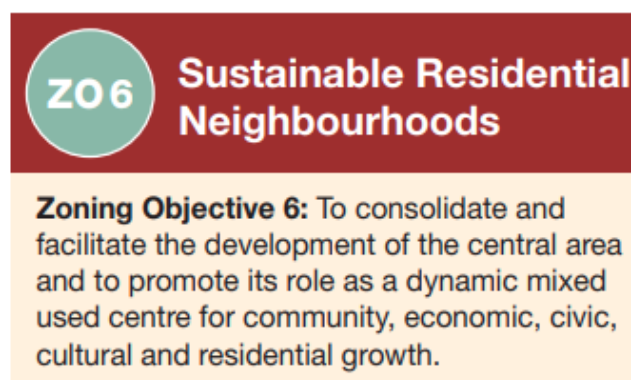 ZO 6
Sustainable Residential
Neighbourhoods
Zoning Objective 6: To consolidate and
facilitate the development of the central area
and to promote its role as a dynamic mixed
used centre for community, economic, civic,
cultural and residential growth.